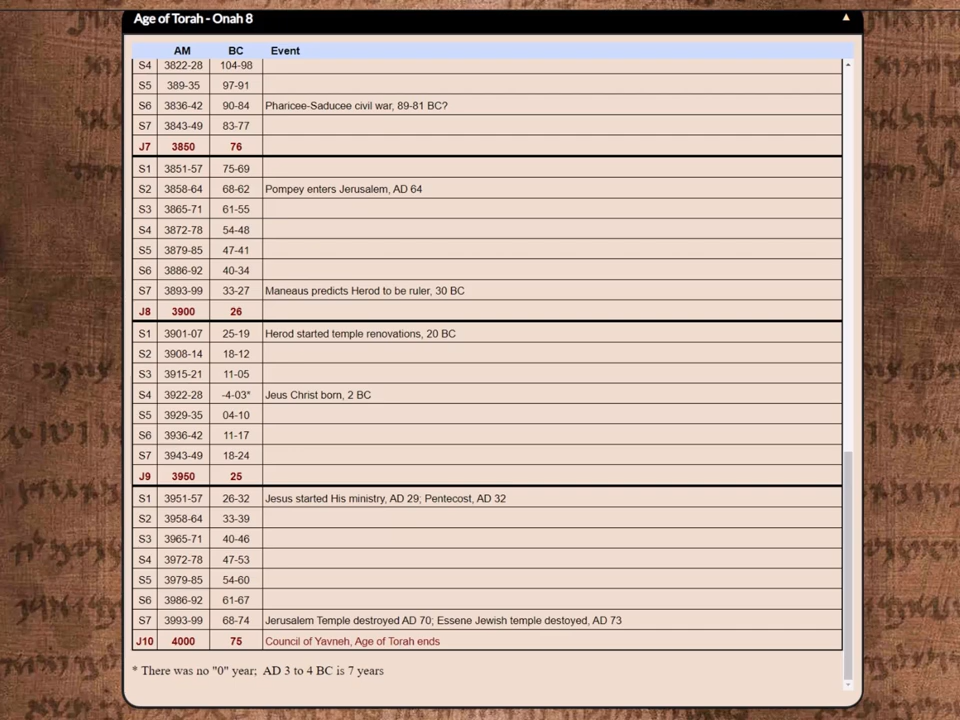 Age of Torah - Onah 8 ▲
AM BC Event
S4 3822-28 104-98
S5 389-35 97-91
S6 3836-42 90-84 Pharicee-Saducee civil war, 89-81 BC?
S7 3843-49 83-77
J7 3850 76
S1 3851-57 75-69
S2 3858-64 68-62 Pompey enters Jerusalem, AD 64
S3 3865-71 61-55
S4 3872-78 54-48
S5 3879-85 47-41
S6 3886-92 40-34
S7 3893-99 33-27 Maneaus predicts Herod to be ruler, 30 BC
J8 3900 26
S1 3901-07 25-19 Herod started temple renovations, 20 BC
S2 3908-14 18-12
S3 3915-21 11-05
S4 3922-28 -4-03* Jeus Christ born, 2 BC
S5 3929-35 04-10
S6 3936-42 11-17
S7 3943-49 18-24
J9 3950 25
S1 3951-57 26-32 Jesus started His ministry, AD 29; Pentecost, AD 32
S2 3958-64 33-39
S3 3965-71 40-46
S4 3972-78 47-53
S5 3979-85 54-60
S6 3986-92 61-67
S7 3993-99 68-74 Jerusalem Temple destroyed AD 70; Essene Jewish temple destoyed, AD 73
J10 4000 75 Council of Yavneh, Age of Torah ends
* There was no "0" year; AD 3 to 4 BC is 7 years